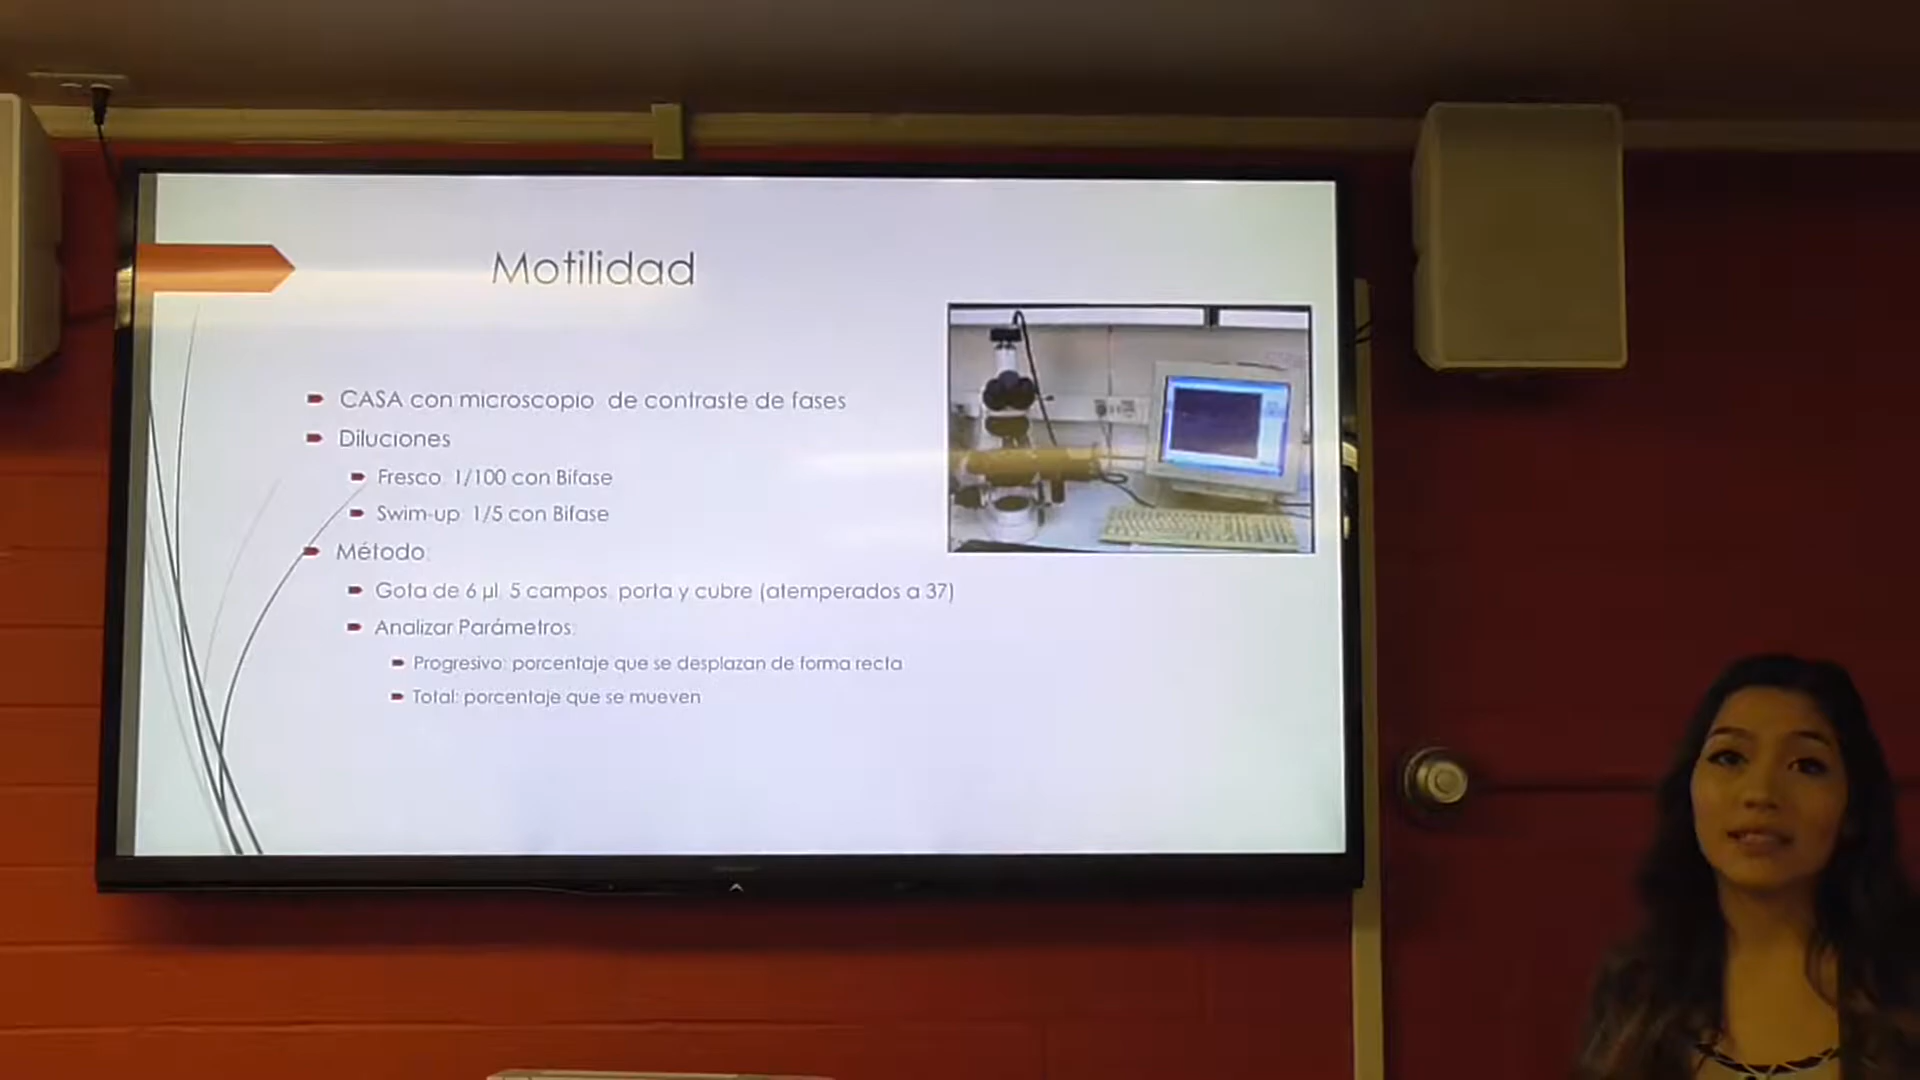 Motilidad
CASA con microscopio de contraste de fases
Diluciones
Fresco: 1/100 con Bifase
Swim-up: 1/5 con Bifase
Método:
Gota de 6 µl, 5 campos, porta y cubre (atemperados a 37)
Analizar Parámetros:
Progresivo: porcentaje que se desplazan de forma recta
Total: porcentaje que se mueven